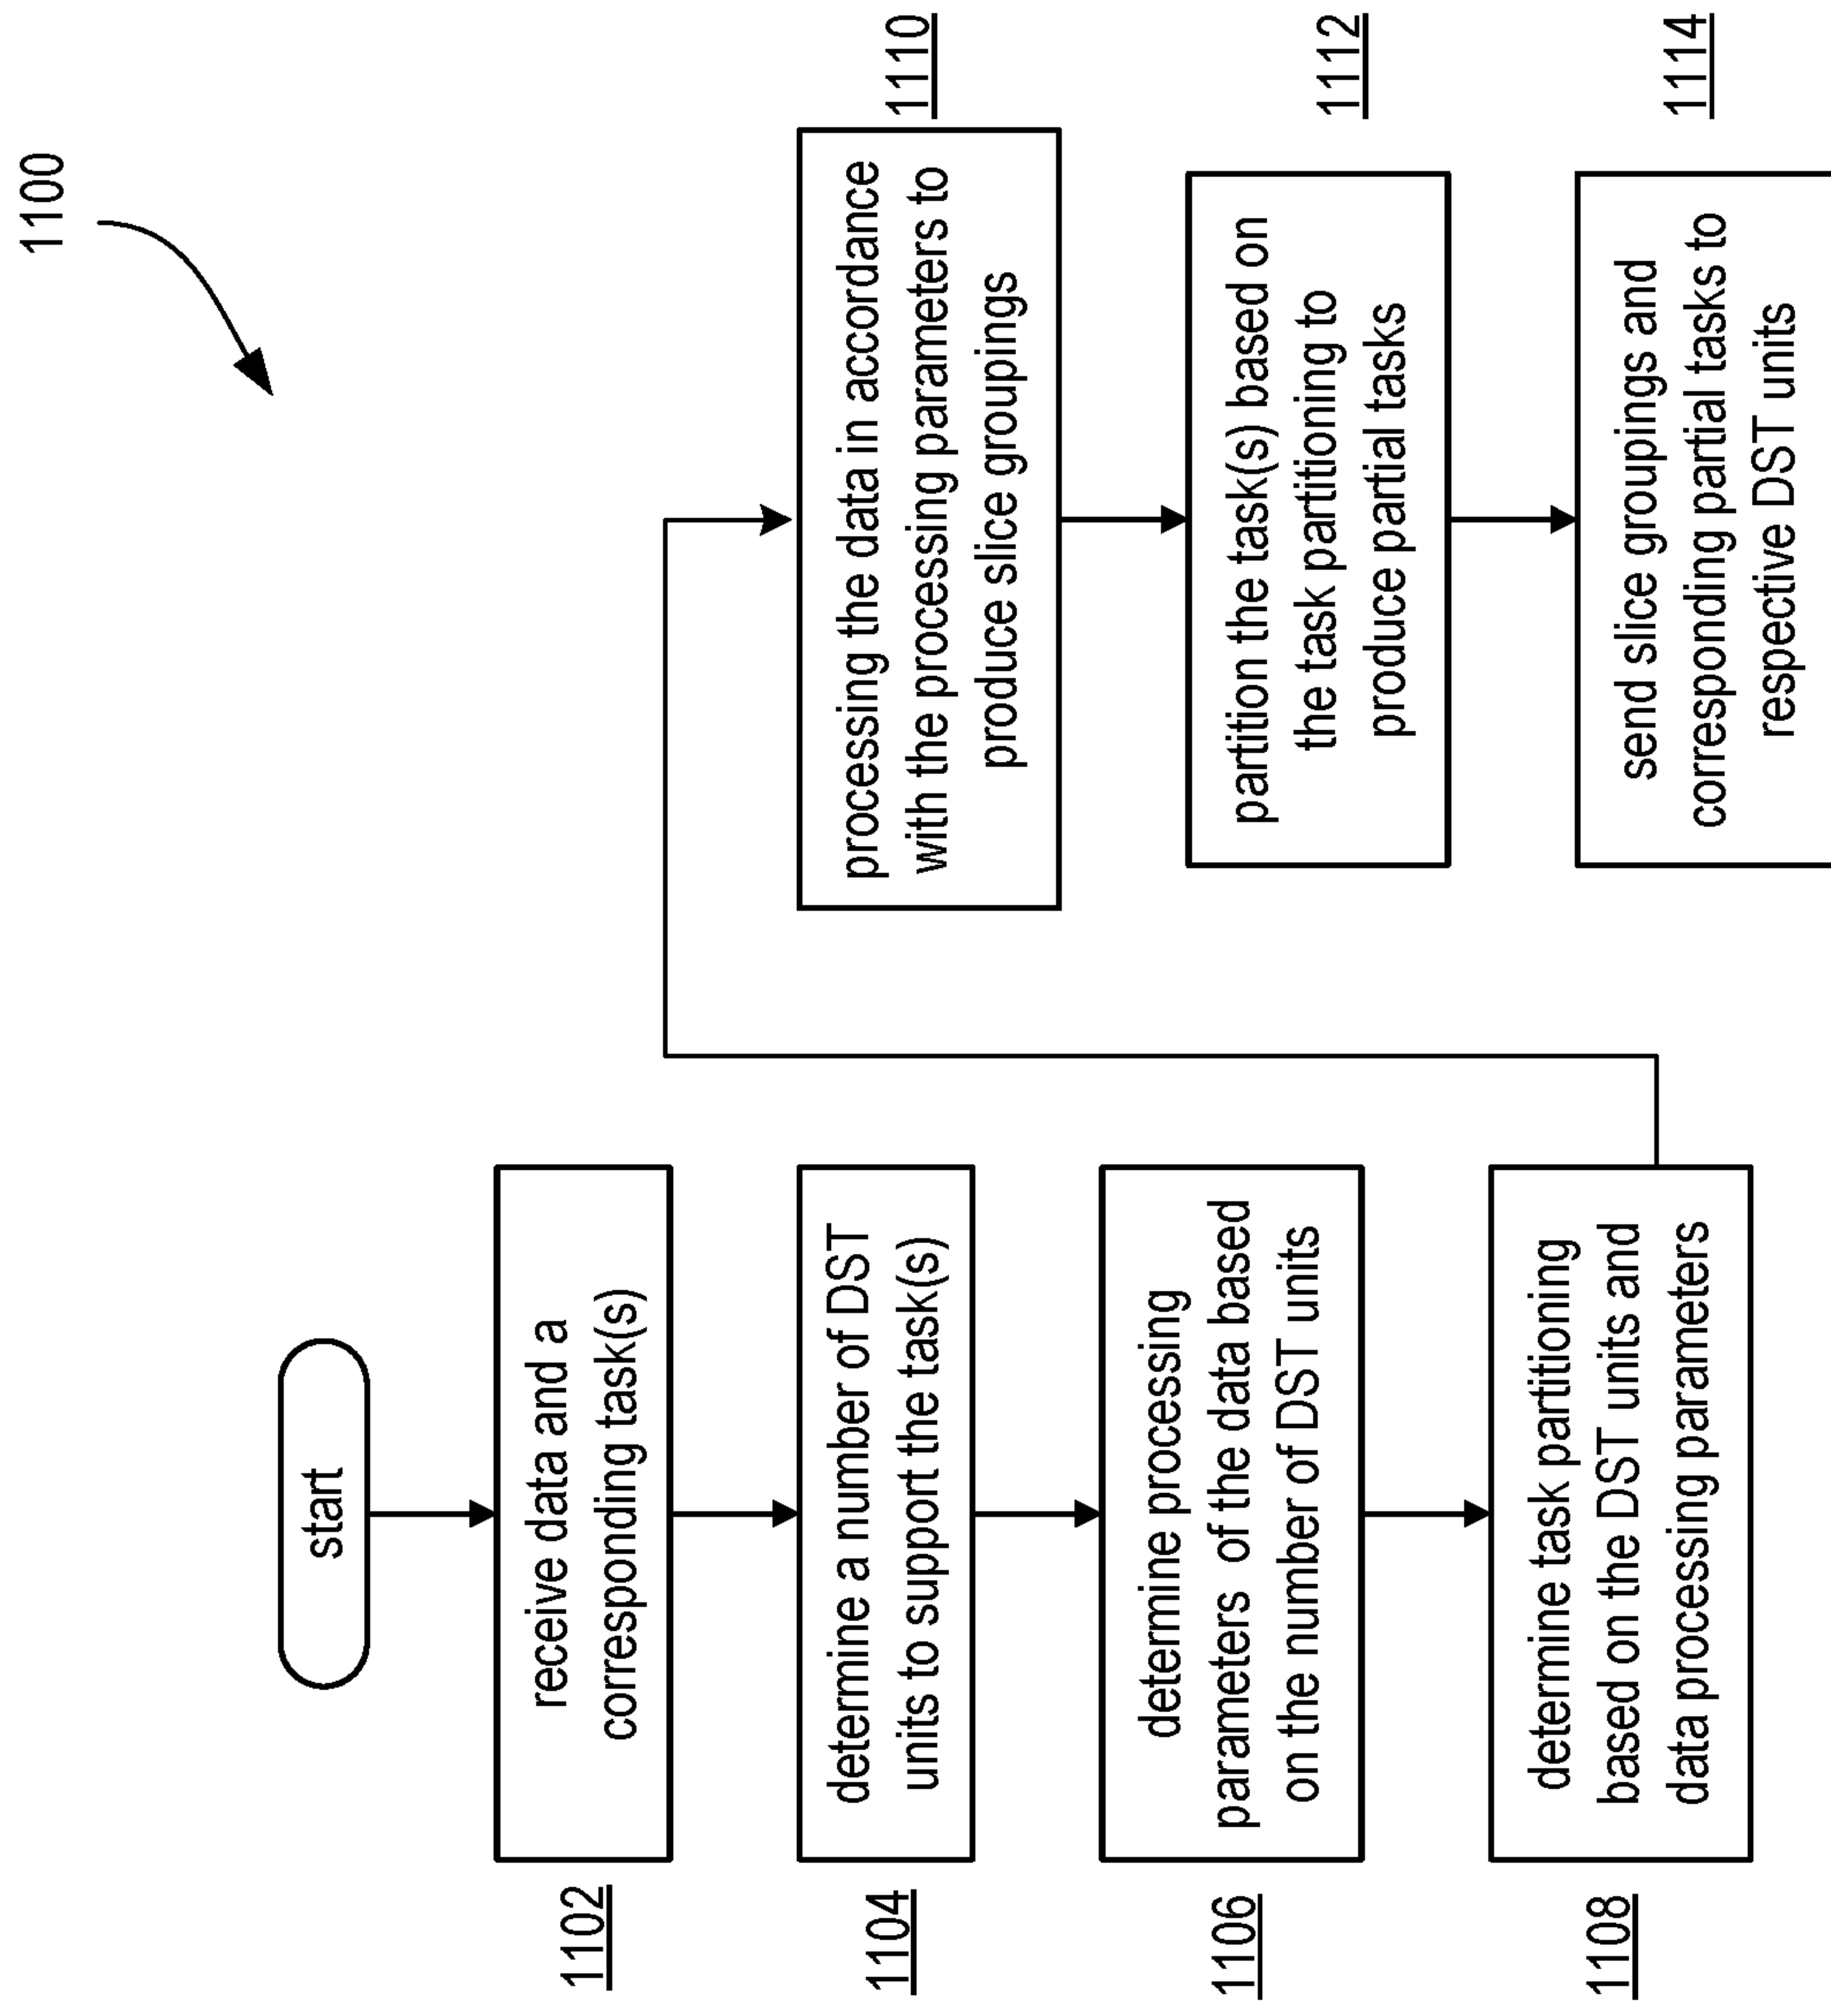 1100
start
1102
receive data and a
corresponding task(s)
1104
determine a number of DST
units to support the task(s)
1106
determine processing
parameters of the data based
on the number of DST units
1108
determine task partitioning
based on the DST units and
data processing parameters
processing the data in accordance
with the processing parameters to
produce slice groupings
1110
partition the task(s) based on
the task partitioning to
produce partial tasks
1112
send slice groupings and
corresponding partial tasks to
respective DST units
1114